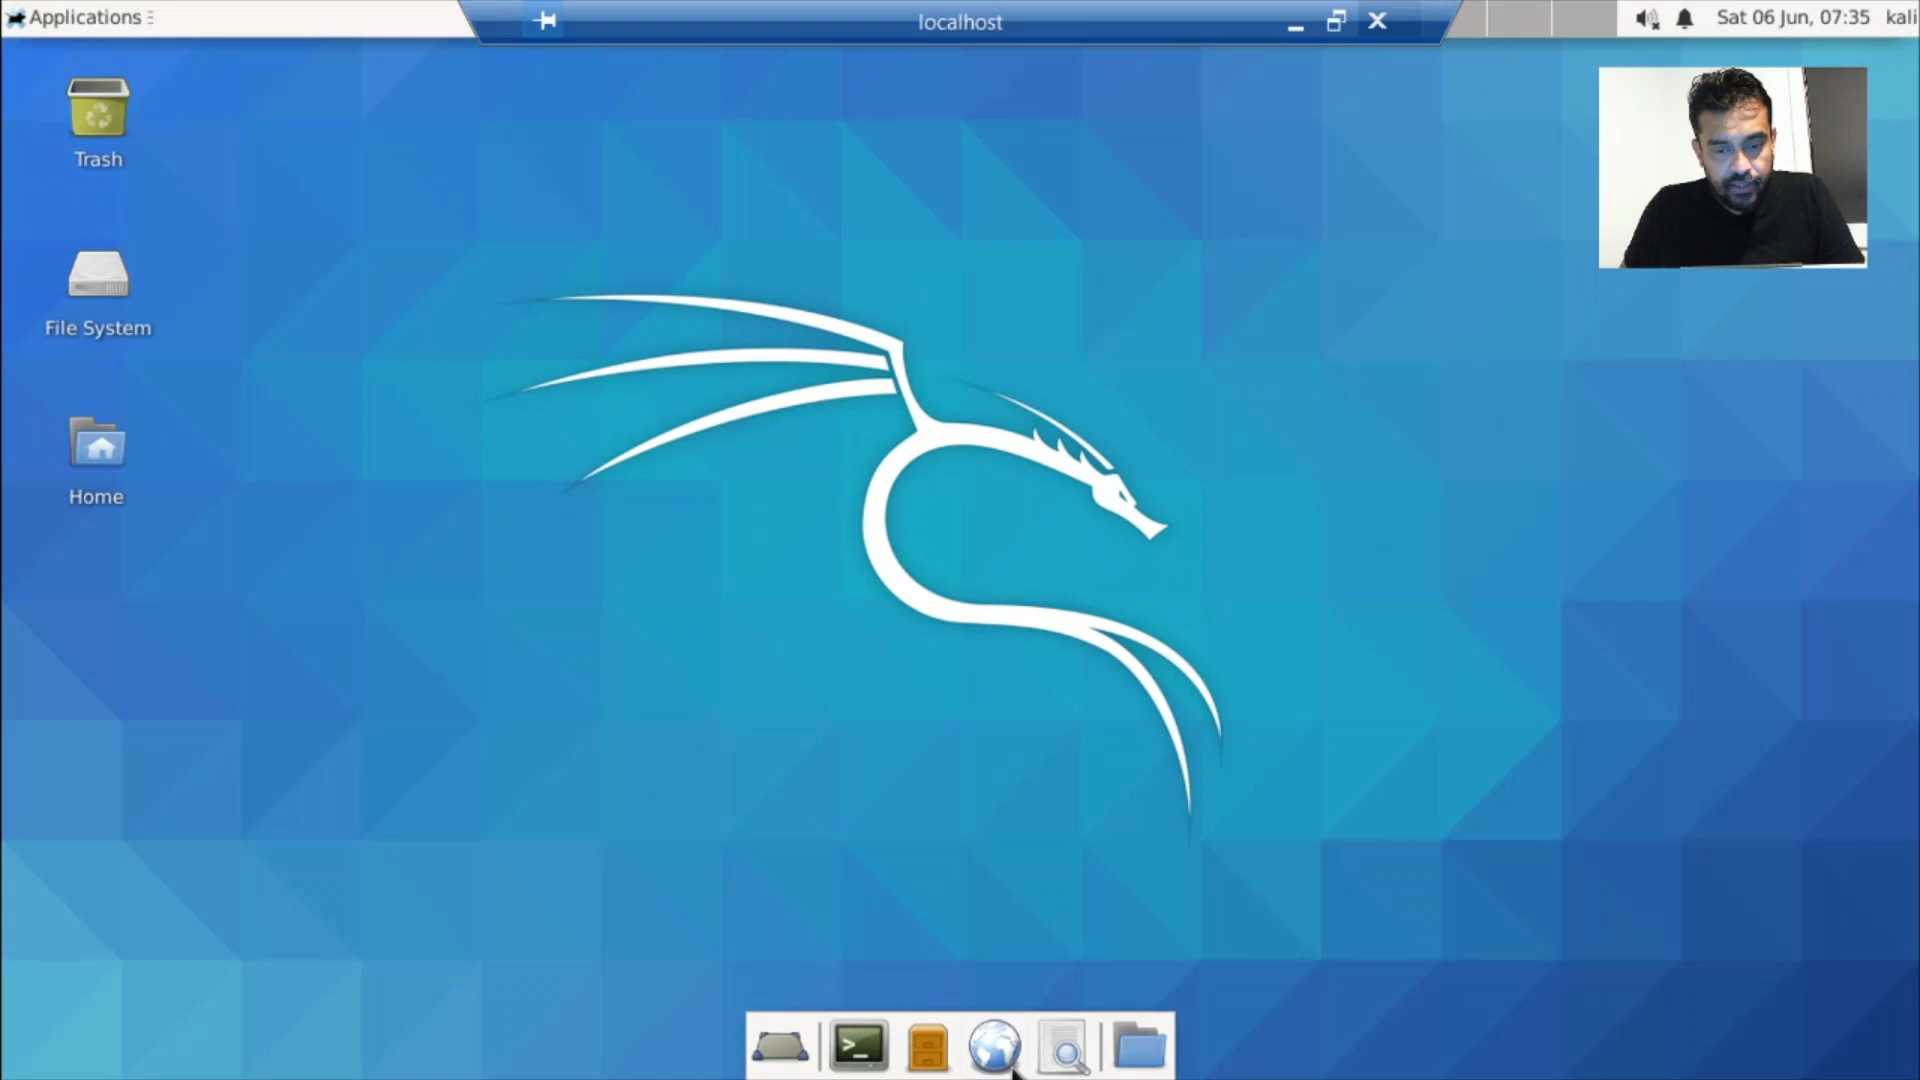 Applications
localhost
Sat 06 Jun, 07:35 kali
Trash
File System
Home
>_